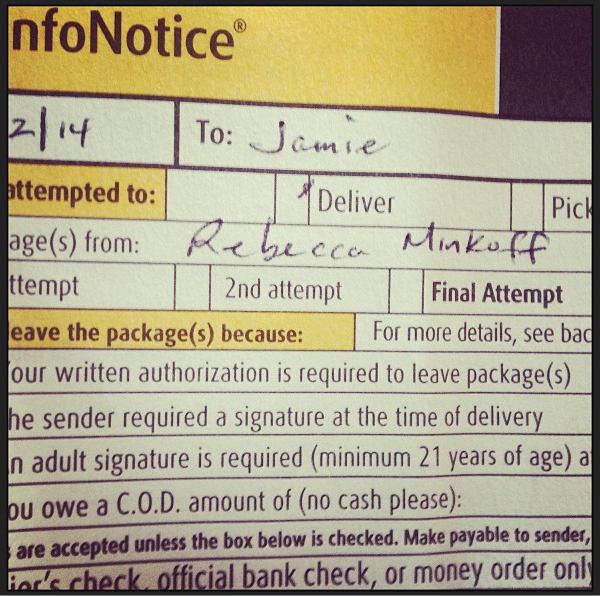 nfoNotice®
2/14 To: Jamie
attempted to: Deliver Pick
age(s) from: Rebecca Minkoff
ttempt 2nd attempt Final Attempt
eave the package(s) because: For more details, see bac
our written authorization is required to leave package(s)
he sender required a signature at the time of delivery
n adult signature is required (minimum 21 years of age) a
ou owe a C.O.D. amount of (no cash please):
s are accepted unless the box below is checked. Make payable to sender,
ier's check, official bank check, or money order only